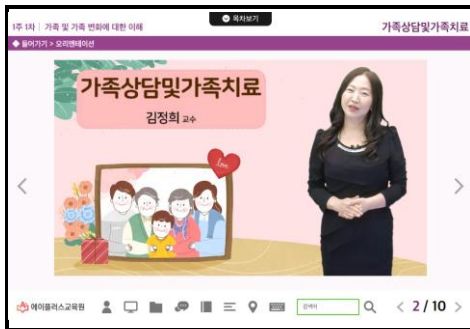 1주 1차 | 가족 및 가족 변화에 대한 이해
목차보기
가족상담및가족치료
◆ 들어가기 > 오리엔테이션
가족상담및가족치료
김정희 교수
love
에이플러스교육원
검색어
2 / 10